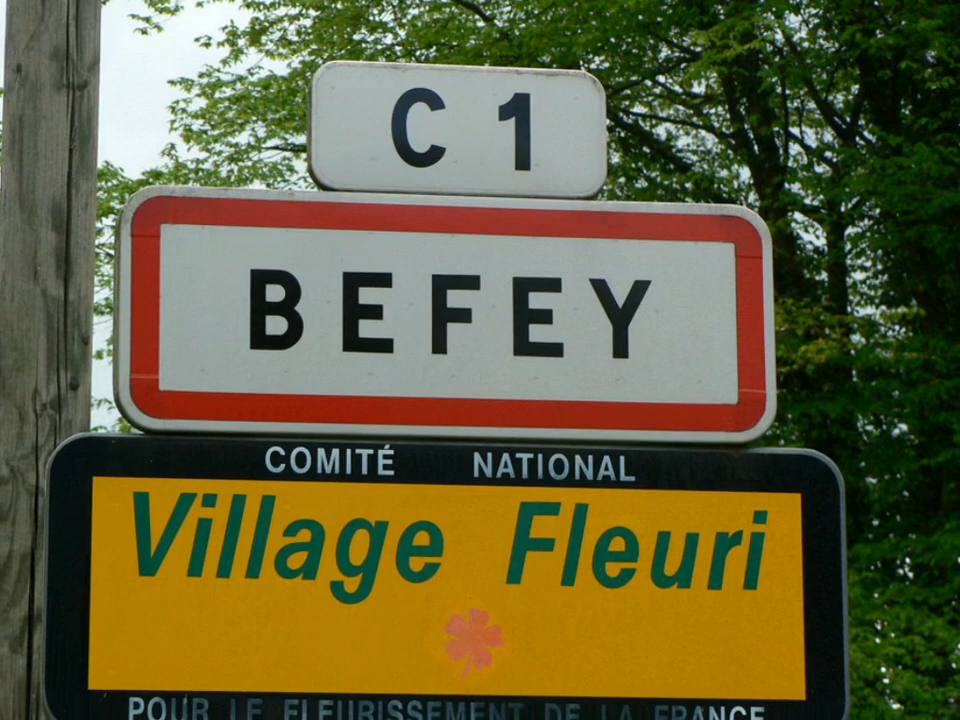 C 1
BEFEY
COMITÉ NATIONAL
Village Fleuri
POUR LE FLEURISSEMENT DE LA FRANCE